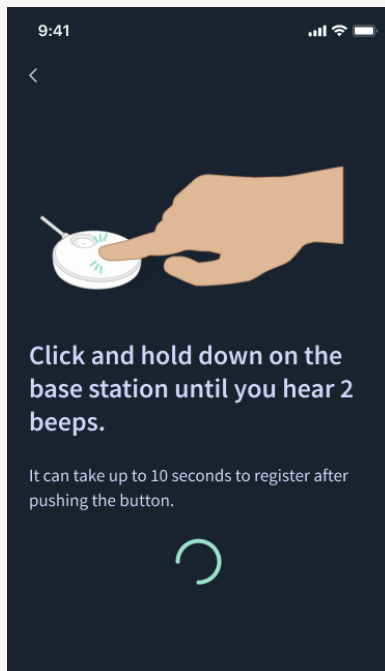 9:41
Click and hold down on the
base station until you hear 2
beeps.
It can take up to 10 seconds to register after
pushing the button.